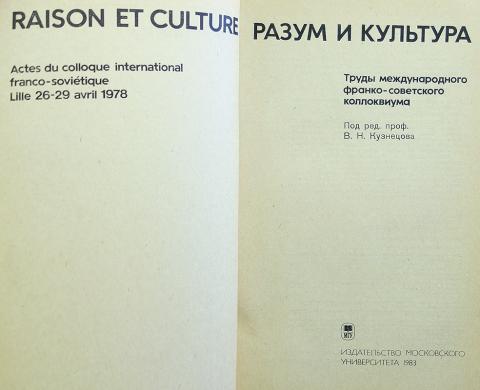 RAISON ET CULTURE
Actes du colloque international
franco-soviétique
Lille 26-29 avril 1978
РАЗУМ И КУЛЬТУРА
Труды международного
франко-советского
коллоквиума
Под ред. проф.
В. Н. Кузнецова
МГУ
ИЗДАТЕЛЬСТВО МОСКОВСКОГО
УНИВЕРСИТЕТА 1983